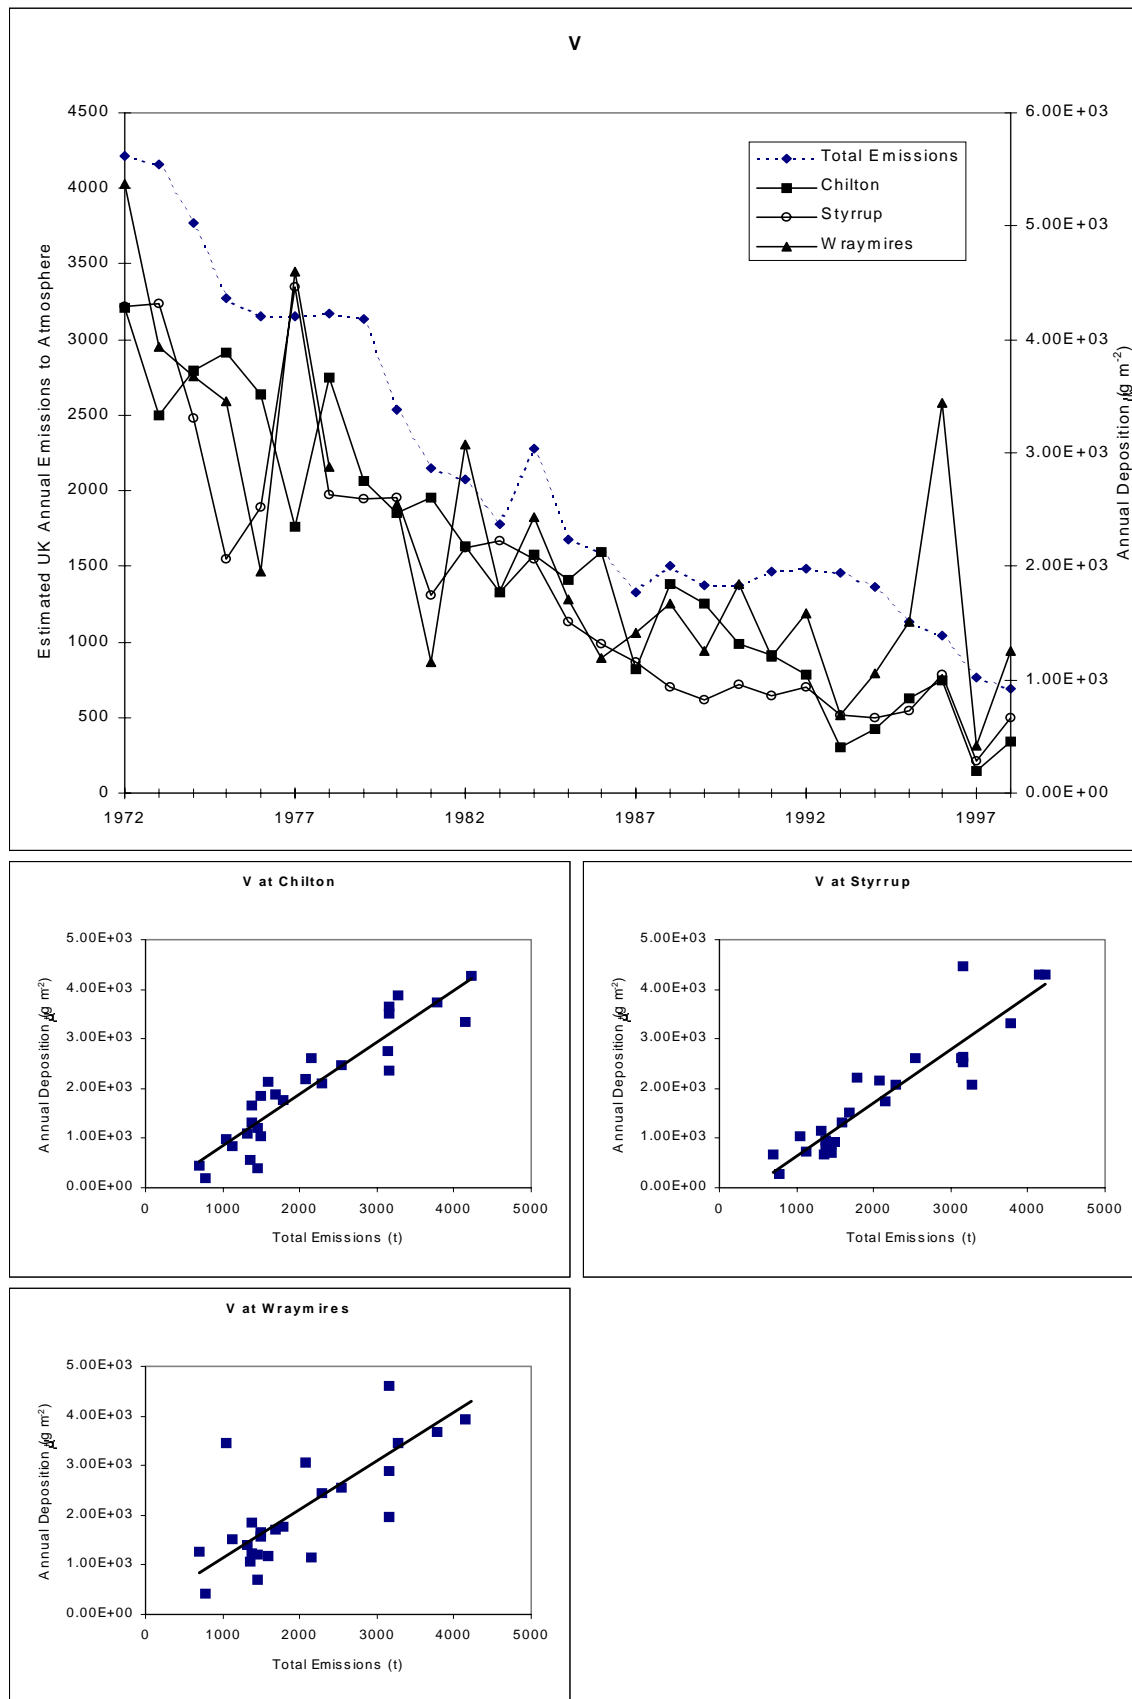 V
4500
4000
3500
3000
2500
2000
1500
1000
500
0
Estimated UK Annual Emissions to Atmosphere
6.00E+03
5.00E+03
4.00E+03
3.00E+03
2.00E+03
1.00E+03
0.00E+00
Annual Deposition (μg m-2)
Total Emissions
Chilton
Styrrup
Wraymires
1972 1977 1982 1987 1992 1997
V at Chilton
5.00E+03
4.00E+03
3.00E+03
2.00E+03
1.00E+03
0.00E+00
Annual Deposition (μg m-2)
0 1000 2000 3000 4000 5000
Total Emissions (t)
V at Styrrup
5.00E+03
4.00E+03
3.00E+03
2.00E+03
1.00E+03
0.00E+00
Annual Deposition (μg m-2)
0 1000 2000 3000 4000 5000
Total Emissions (t)
V at Wraymires
5.00E+03
4.00E+03
3.00E+03
2.00E+03
1.00E+03
0.00E+00
Annual Deposition (μg m-2)
0 1000 2000 3000 4000 5000
Total Emissions (t)